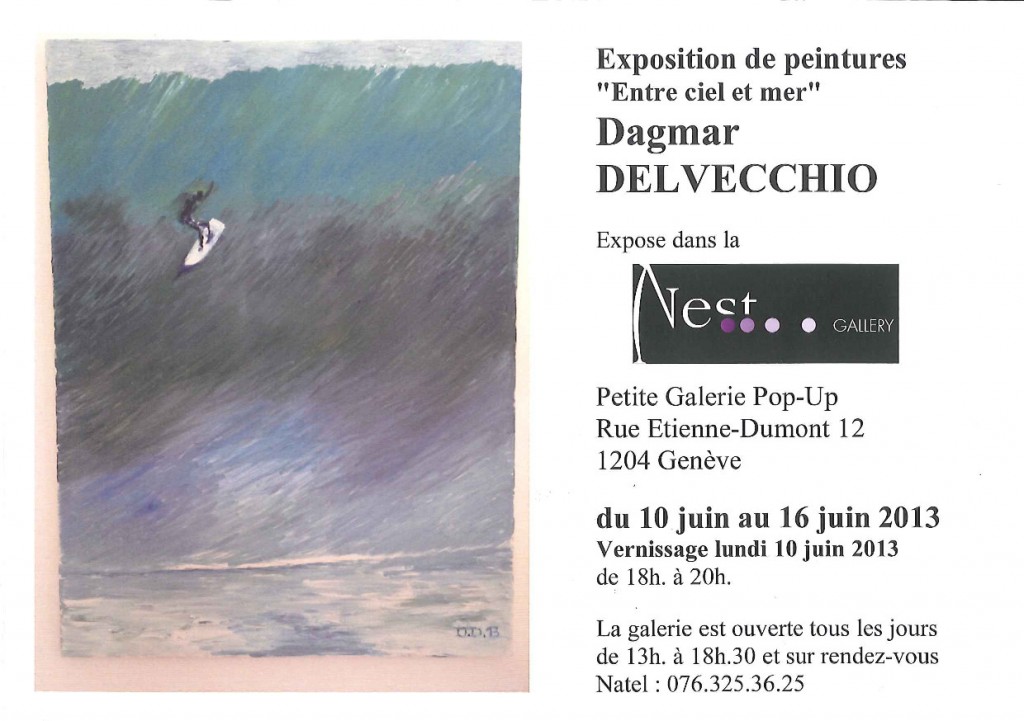 Exposition de peintures
"Entre ciel et mer"
Dagmar
DELVECCHIO
Expose dans la
Nest GALLERY
Petite Galerie Pop-Up
Rue Etienne-Dumont 12
1204 Genève
du 10 juin au 16 juin 2013
Vernissage lundi 10 juin 2013
de 18h. à 20h.
La galerie est ouverte tous les jours
de 13h. à 18h.30 et sur rendez-vous
Natel : 076.325.36.25
D.D.B